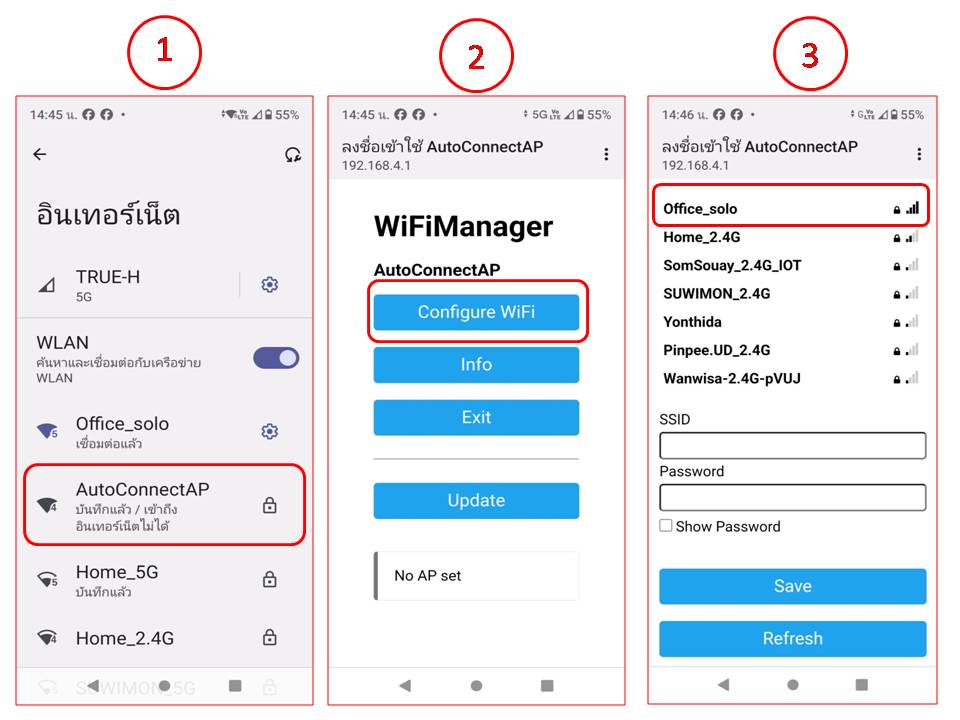 1
14:45 น.
55%
อินเทอร์เน็ต
TRUE-H
5G
WLAN
ค้นหาและเชื่อมต่อกับเครือข่าย
WLAN
5
Office_solo
เชื่อมต่อแล้ว
4
AutoConnectAP
บันทึกแล้ว / เข้าถึง
อินเทอร์เน็ตไม่ได้
5
Home_5G
บันทึกแล้ว
4
Home_2.4G
SUWIMON_5G
2
14:45 น.
5G Vo LTE 55%
ลงชื่อเข้าใช้ AutoConnectAP
192.168.4.1
WiFiManager
AutoConnectAP
Configure WiFi
Info
Exit
Update
No AP set
3
14:46 น.
G Vo LTE 55%
ลงชื่อเข้าใช้ AutoConnectAP
192.168.4.1
Office_solo
Home_2.4G
SomSouay_2.4G_IOT
SUWIMON_2.4G
Yonthida
Pinpee.UD_2.4G
Wanwisa-2.4G-pVUJ
SSID
Password
Show Password
Save
Refresh